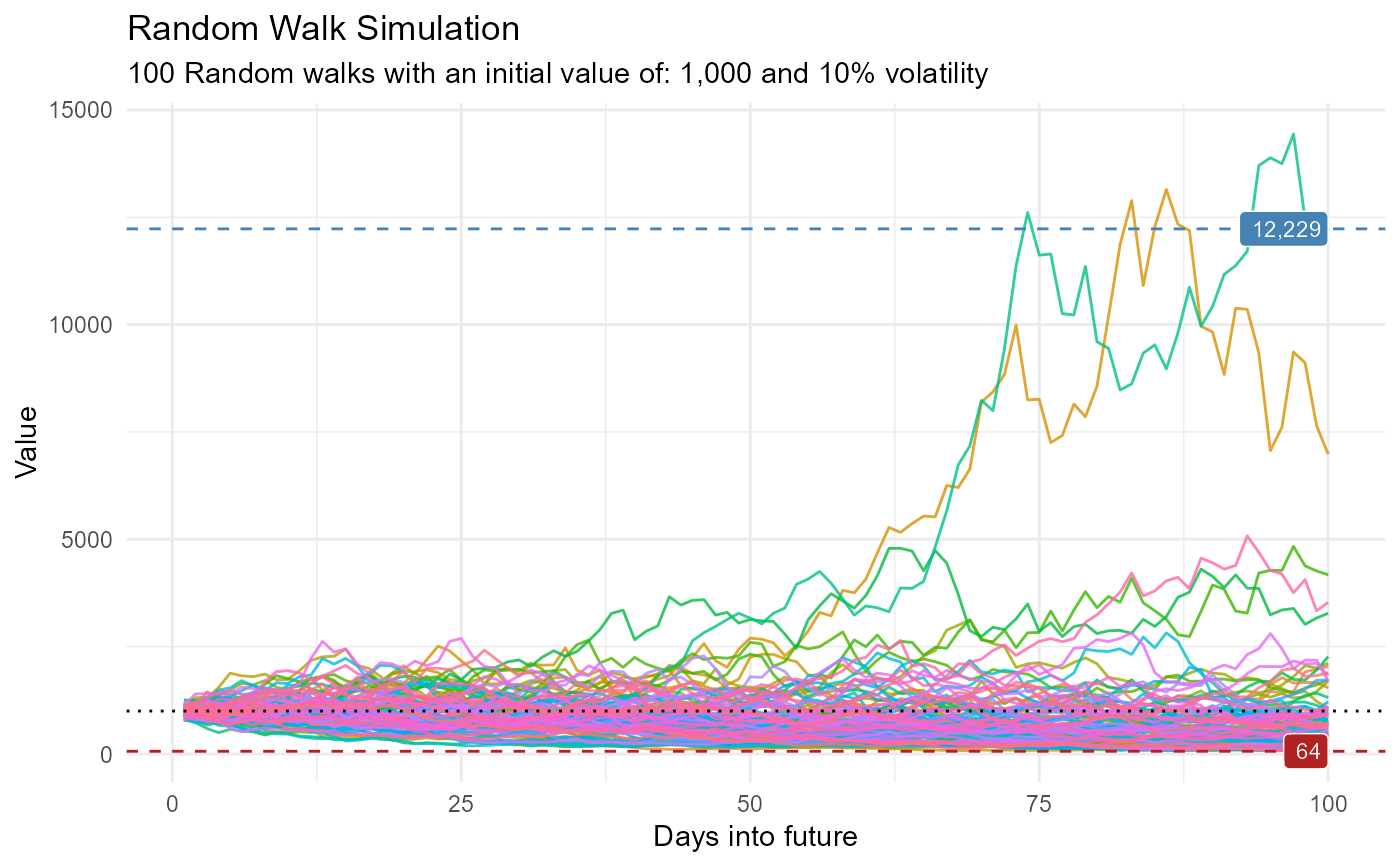 Random Walk Simulation
100 Random walks with an initial value of: 1,000 and 10% volatility
15000
10000
5000
0
Value
12,229
64
0 25 50 75 100
Days into future